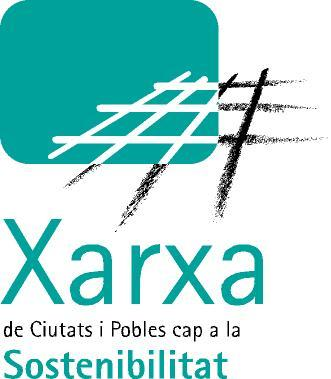 Xarxa
de Ciutats i Pobles cap a la
Sostenibilitat